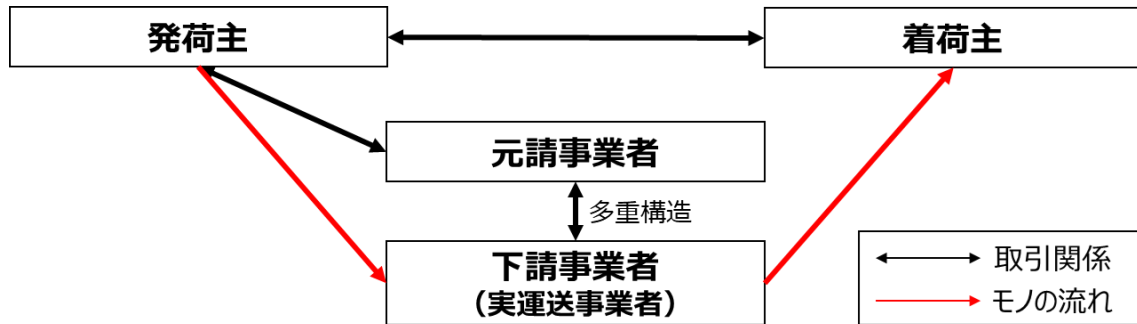 発荷主
着荷主
元請事業者
多重構造
下請事業者
（実運送事業者）
取引関係
モノの流れ